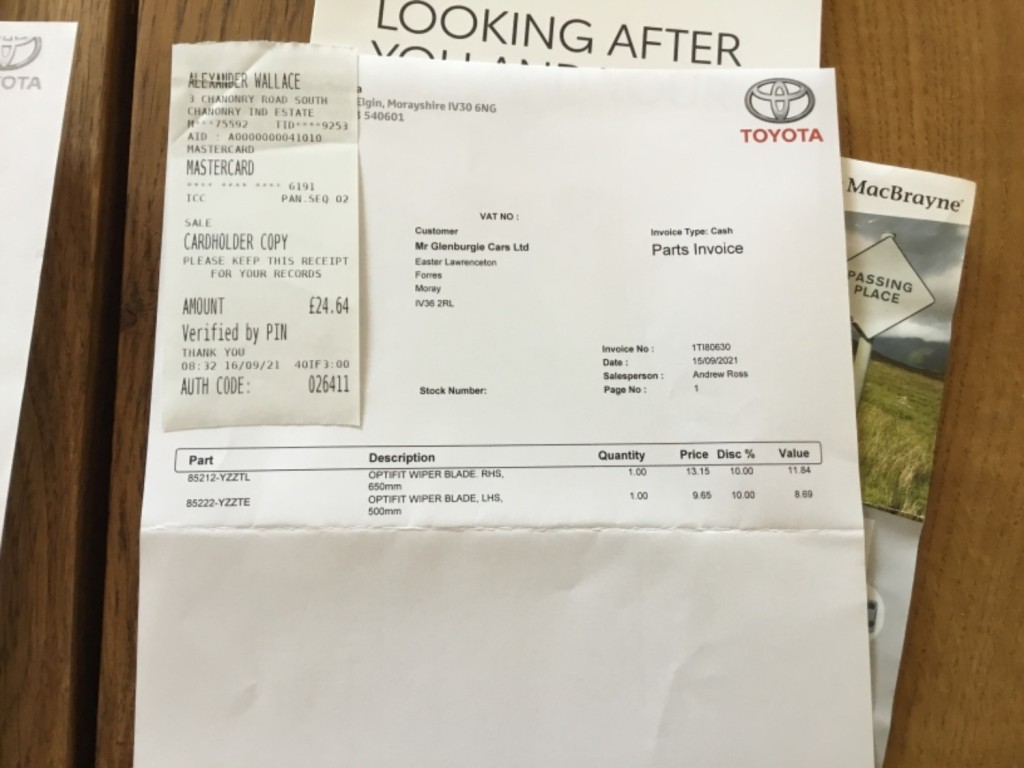 LOOKING AFTER
YOU AND
OTA
ALEXANDER WALLACE
3 CHANONRY ROAD SOUTH
CHANONRY IND ESTATE
M***75592 TID****9253
AID : A0000000041010
MASTERCARD
MASTERCARD
**** **** **** 6191
ICC PAN.SEQ 02
SALE
CARDHOLDER COPY
PLEASE KEEP THIS RECEIPT
FOR YOUR RECORDS
AMOUNT £24.64
Verified by PIN
THANK YOU
08:32 16/09/21 40IF3:00
AUTH CODE: 026411
a
Elgin, Morayshire IV30 6NG
540601
TOYOTA
VAT NO :
Customer
Mr Glenburgie Cars Ltd
Easter Lawrenceton
Forres
Moray
IV36 2RL
Invoice Type: Cash
Parts Invoice
Invoice No : 1TI80630
Date : 15/09/2021
Salesperson : Andrew Ross
Page No : 1
Stock Number:
Part Description Quantity Price Disc % Value
85212-YZZTL OPTIFIT WIPER BLADE. RHS, 1.00 13.15 10.00 11.84
650mm
85222-YZZTE OPTIFIT WIPER BLADE, LHS, 1.00 9.65 10.00 8.69
500mm
MacBrayne
PASSING
PLACE